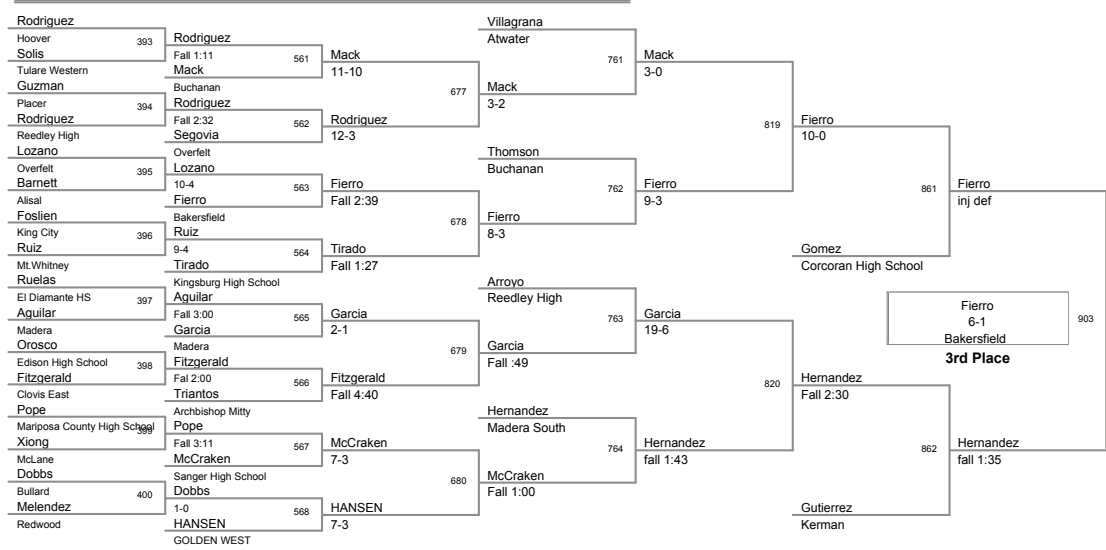 Rodriguez
Hoover
393
Solis
Tulare Western
Guzman
Placer
394
Rodriguez
Reedley High
Lozano
Overfelt
395
Barnett
Alisal
Foslien
King City
396
Ruiz
Mt.Whitney
Ruelas
El Diamante HS
397
Aguilar
Madera
Orosco
Edison High School
398
Fitzgerald
Clovis East
Pope
Mariposa County High School
399
Xiong
McLane
Dobbs
Bullard
400
Melendez
Redwood
Rodriguez
Fall 1:11
561
Mack
Buchanan
Rodriguez
Fall 2:32
562
Segovia
Overfelt
Lozano
10-4
563
Fierro
Bakersfield
Ruiz
9-4
564
Tirado
Kingsburg High School
Aguilar
Fall 3:00
565
Garcia
Madera
Fitzgerald
Fal 2:00
566
Triantos
Archbishop Mitty
Pope
Fall 3:11
567
McCraken
Sanger High School
Dobbs
1-0
568
HANSEN
GOLDEN WEST
Mack
11-10
677
Rodriguez
12-3
Fierro
Fall 2:39
678
Tirado
Fall 1:27
Garcia
2-1
679
Fitzgerald
Fall 4:40
McCraken
7-3
680
HANSEN
7-3
Villagrana
Atwater
761
Mack
3-2
Thomson
Buchanan
762
Fierro
8-3
Arroyo
Reedley High
763
Garcia
Fall :49
Hernandez
Madera South
764
McCraken
Fall 1:00
Mack
3-0
819
Fierro
9-3
Garcia
19-6
820
Hernandez
fall 1:43
Fierro
10-0
861
Gomez
Corcoran High School
Hernandez
Fall 2:30
862
Gutierrez
Kerman
Fierro
inj def
Fierro
6-1
903
Bakersfield
3rd Place
Hernandez
fall 1:35